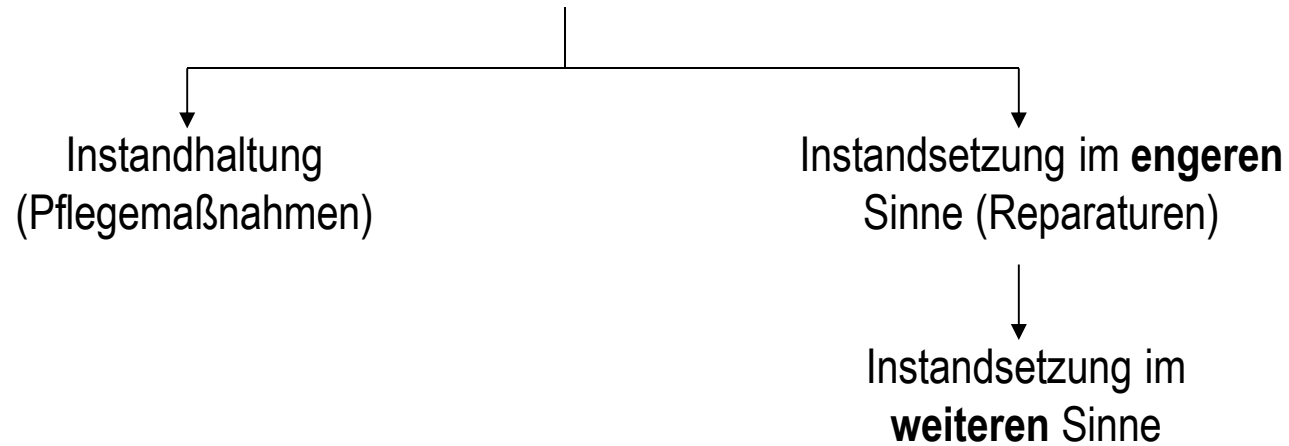 Instandhaltung
(Pflegemaßnahmen)
Instandsetzung im engeren
Sinne (Reparaturen)
Instandsetzung im
weiteren Sinne